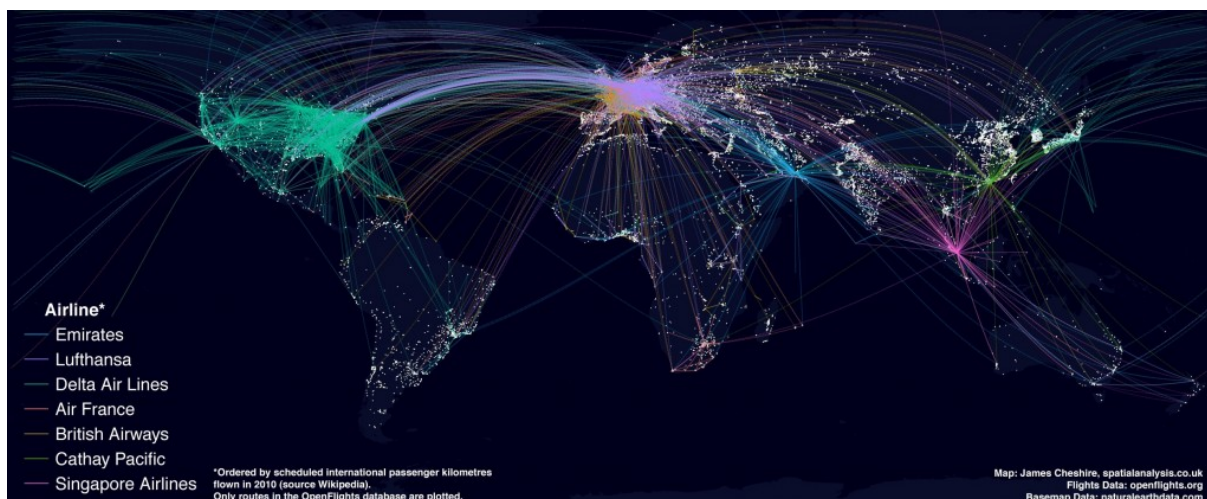 Airline*
Emirates
Lufthansa
Delta Air Lines
Air France
British Airways
Cathay Pacific
Singapore Airlines
*Ordered by scheduled international passenger kilometres
flown in 2010 (source Wikipedia).
Only routes in the OpenFlights database are plotted.
Map: James Cheshire, spatialanalysis.co.uk
Flights Data: openflights.org
Basemap Data: naturalearthdata.com